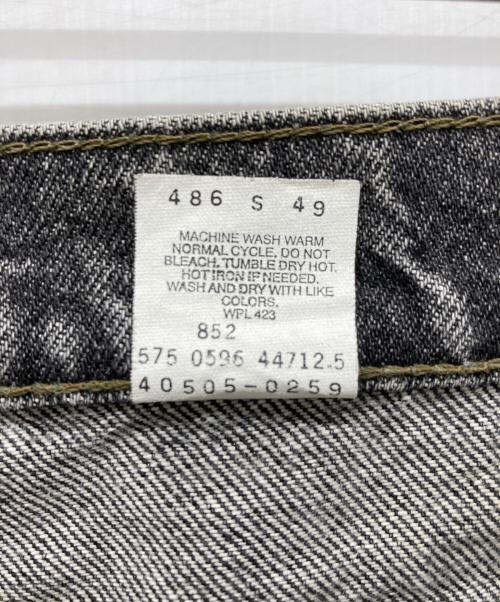 486 S 49
MACHINE WASH WARM
NORMAL CYCLE. DO NOT
BLEACH. TUMBLE DRY HOT.
HOT IRON IF NEEDED.
WASH AND DRY WITH LIKE
COLORS.
WPL 423
852
575 0596 44712.5
40505-0259